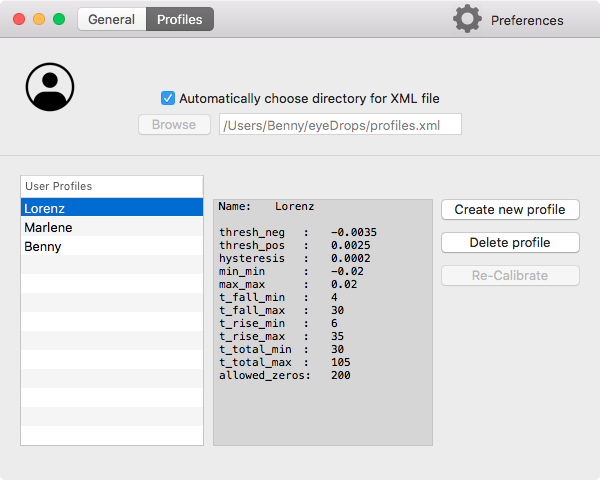 General Profiles Preferences
Automatically choose directory for XML file
Browse /Users/Benny/eyeDrops/profiles.xml
User Profiles
Lorenz
Marlene
Benny
Name: Lorenz
thresh_neg : -0.0035
thresh_pos : 0.0025
hysteresis : 0.0002
min_min : -0.02
max_max : 0.02
t_fall_min : 4
t_fall_max : 30
t_rise_min : 6
t_rise_max : 35
t_total_min : 30
t_total_max : 105
allowed_zeros: 200
Create new profile
Delete profile
Re-Calibrate